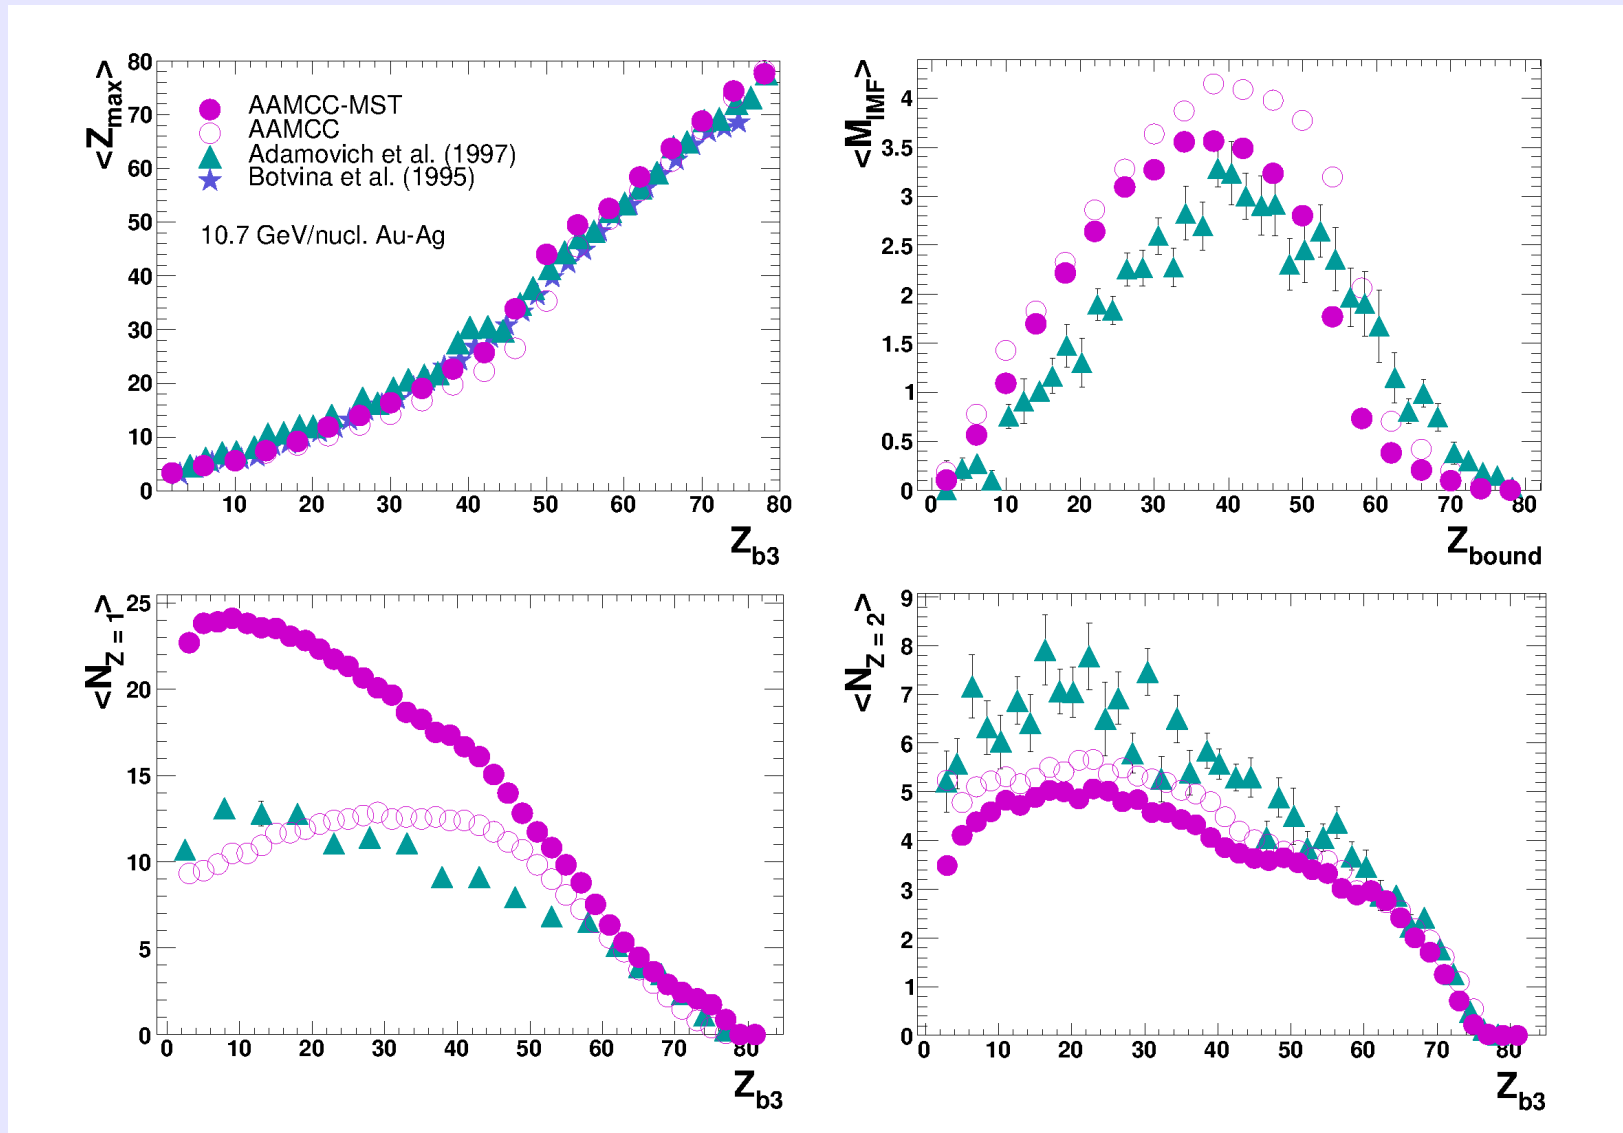 <Z_max>
80
70
60
50
40
30
20
10
0
AAMCC-MST
AAMCC
Adamovich et al. (1997)
Botvina et al. (1995)
10.7 GeV/nucl. Au-Ag
10 20 30 40 50 60 70 80
Z_b3
<M_IMF>
4
3.5
3
2.5
2
1.5
1
0.5
0
0 10 20 30 40 50 60 70 80
Z_bound
<N_Z = 1>
25
20
15
10
5
0
0 10 20 30 40 50 60 70 80
Z_b3
<N_Z = 2>
9
8
7
6
5
4
3
2
1
0
0 10 20 30 40 50 60 70 80
Z_b3